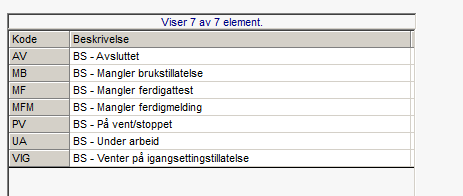 Viser 7 av 7 element.
Kode Beskrivelse
AV BS - Avsluttet
MB BS - Mangler brukstillatelse
MF BS - Mangler ferdigattest
MFM BS - Mangler ferdigmelding
PV BS - På vent/stoppet
UA BS - Under arbeid
VIG BS - Venter på igangsettingstillatelse